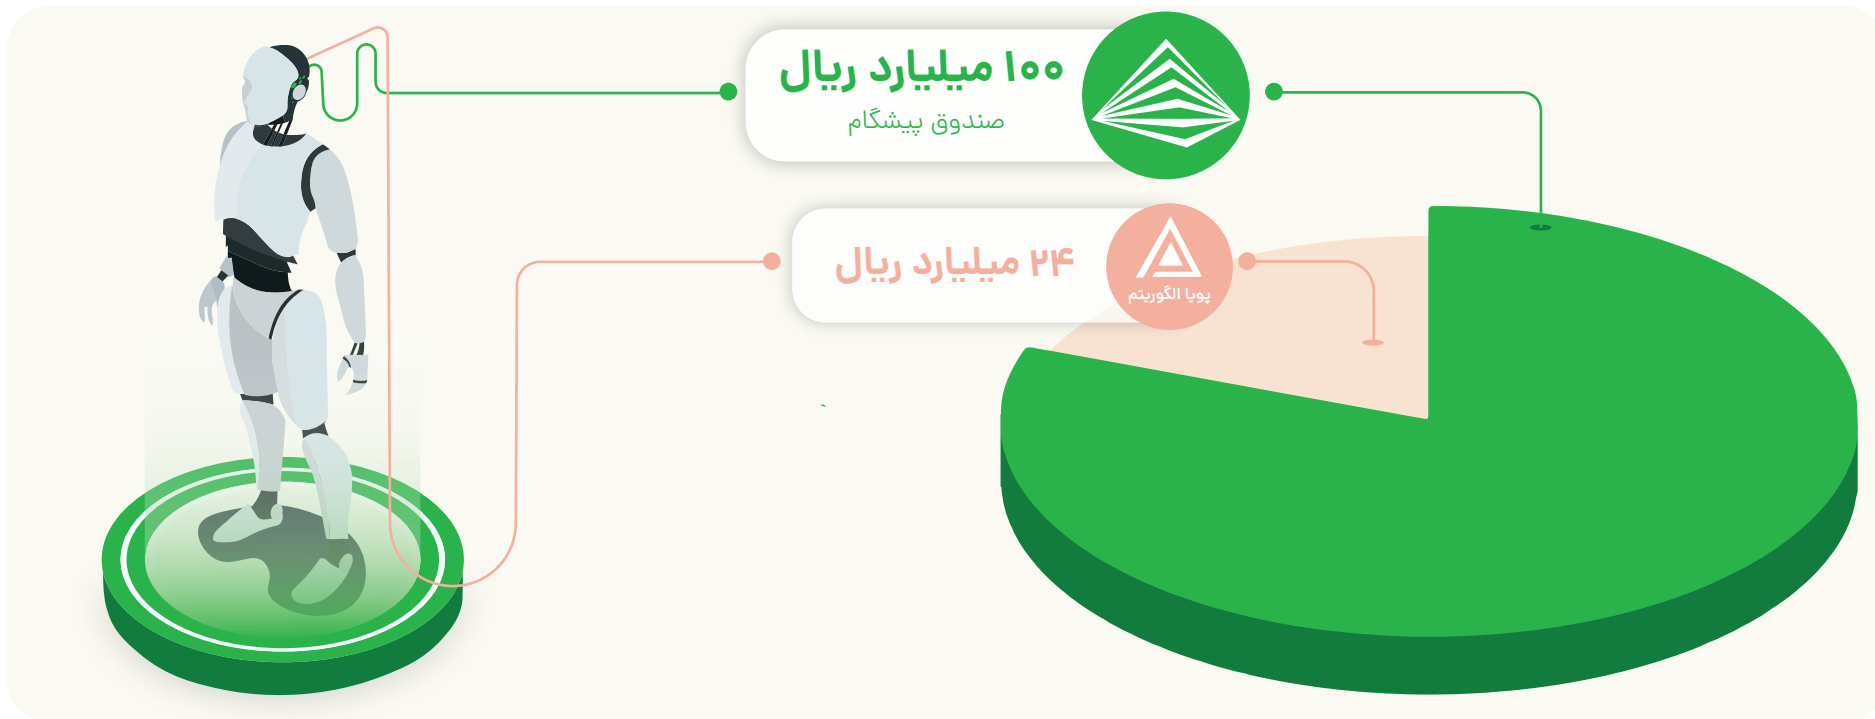 ۱۰۰ میلیارد ریال
صندوق پیشگام
۲۴ میلیارد ریال
پویا الگوریتم